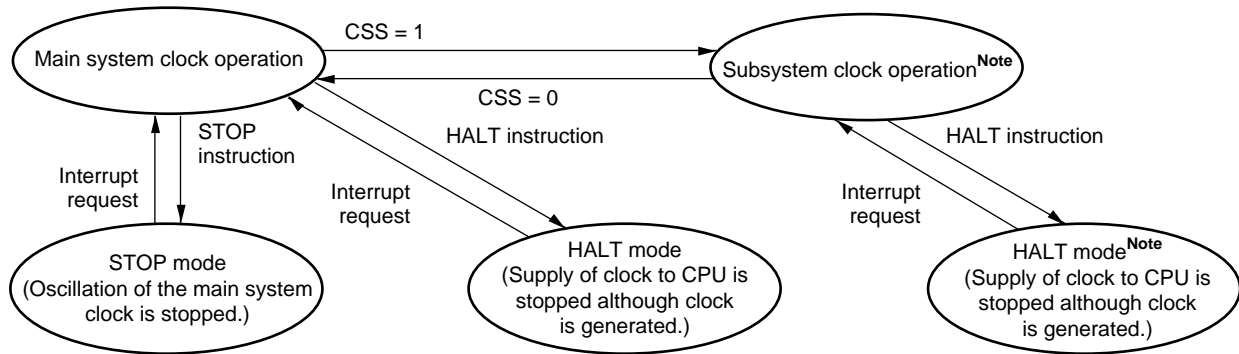 CSS = 1
Main system clock operation
Subsystem clock operationNote
CSS = 0
STOP
instruction
HALT instruction
HALT instruction
Interrupt
request
Interrupt
request
Interrupt
request
STOP mode
(Oscillation of the main system
clock is stopped.)
HALT mode
(Supply of clock to CPU is
stopped although clock
is generated.)
HALT modeNote
(Supply of clock to CPU is
stopped although clock
is generated.)